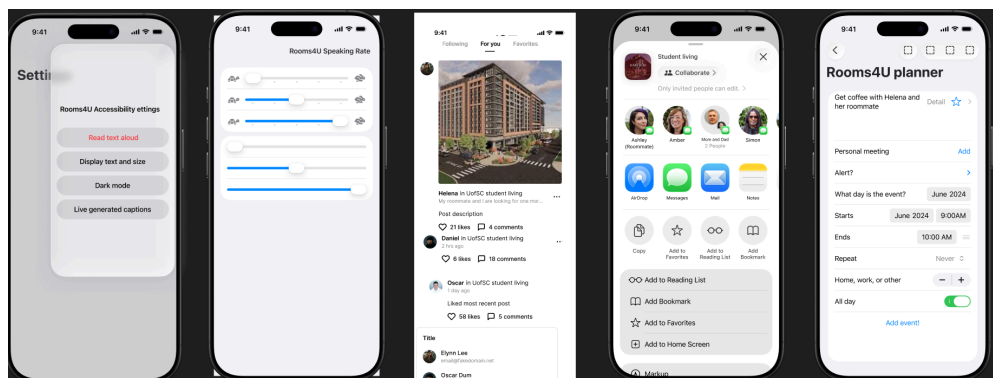 9:41
Setti
Rooms4U Accessibility ettings
Read text aloud
Display text and size
Dark mode
Live generated captions
9:41
Rooms4U Speaking Rate
9:41
Following For you Favorites
Helena in UofSC student living
My roommate and i are looking for one mor...
Post description
21 likes 4 comments
Daniel in UofSC student living
2 hrs ago
6 likes 18 comments
Oscar in UofSC student living
1 day ago
Liked most recent post
58 likes 5 comments
Title
Elynn Lee
email@fakedomain.net
Oscar Dum
9:41
Student living
Collaborate >
Only invited people can edit. >
Ashley
(Roommate)
Amber
Mom and Dad
2 People
Simon
AirDrop Messages Mail Notes
Copy
Add to
Favorites
Add to
Reading List
Add
Bookmark
Add to Reading List
Add Bookmark
Add to Favorites
Add to Home Screen
Markup
9:41
Rooms4U planner
Get coffee with Helena and
her roommate
Detail >
Personal meeting Add
Alert? >
What day is the event? June 2024
Starts June 2024 9:00AM
Ends 10:00 AM
Repeat Never
Home, work, or other − +
All day
Add event!